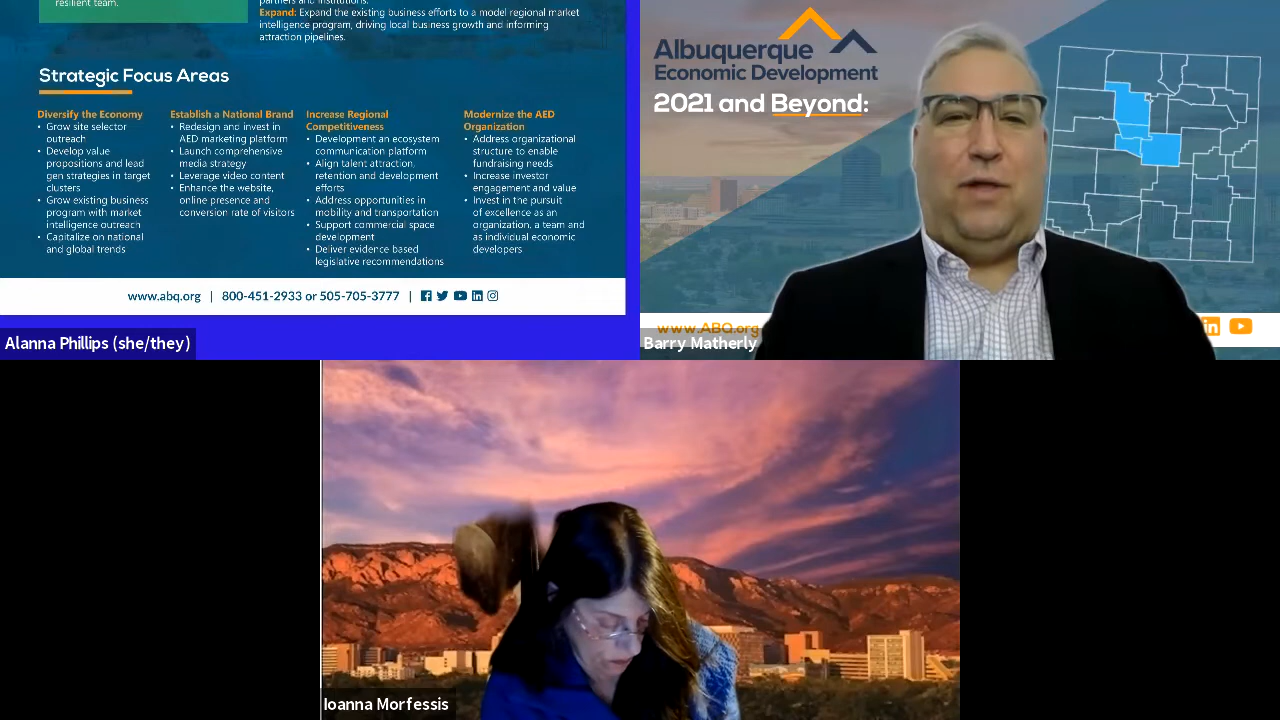 resilient team.
partners and institutions.
Expand: Expand the existing business efforts to a model regional market
intelligence program, driving local business growth and informing
attraction pipelines.
Strategic Focus Areas
Diversify the Economy
• Grow site selector
outreach
• Develop value
propositions and lead
gen strategies in target
clusters
• Grow existing business
program with market
intelligence outreach
• Capitalize on national
and global trends
Establish a National Brand
• Redesign and invest in
AED marketing platform
• Launch comprehensive
media strategy
• Leverage video content
• Enhance the website,
online presence and
conversion rate of visitors
Increase Regional
Competitiveness
• Development an ecosystem
communication platform
• Align talent attraction,
retention and development
efforts
• Address opportunities in
mobility and transportation
• Support commercial space
development
• Deliver evidence based
legislative recommendations
Modernize the AED
Organization
• Address organizational
structure to enable
fundraising needs
• Increase investor
engagement and value
• Invest in the pursuit
of excellence as an
organization, a team and
as individual economic
developers
www.abq.org | 800-451-2933 or 505-705-3777 |
Alanna Phillips (she/they)
Albuquerque
Economic Development
2021 and Beyond:
www.ABQ.org
in
Barry Matherly
Ioanna Morfessis